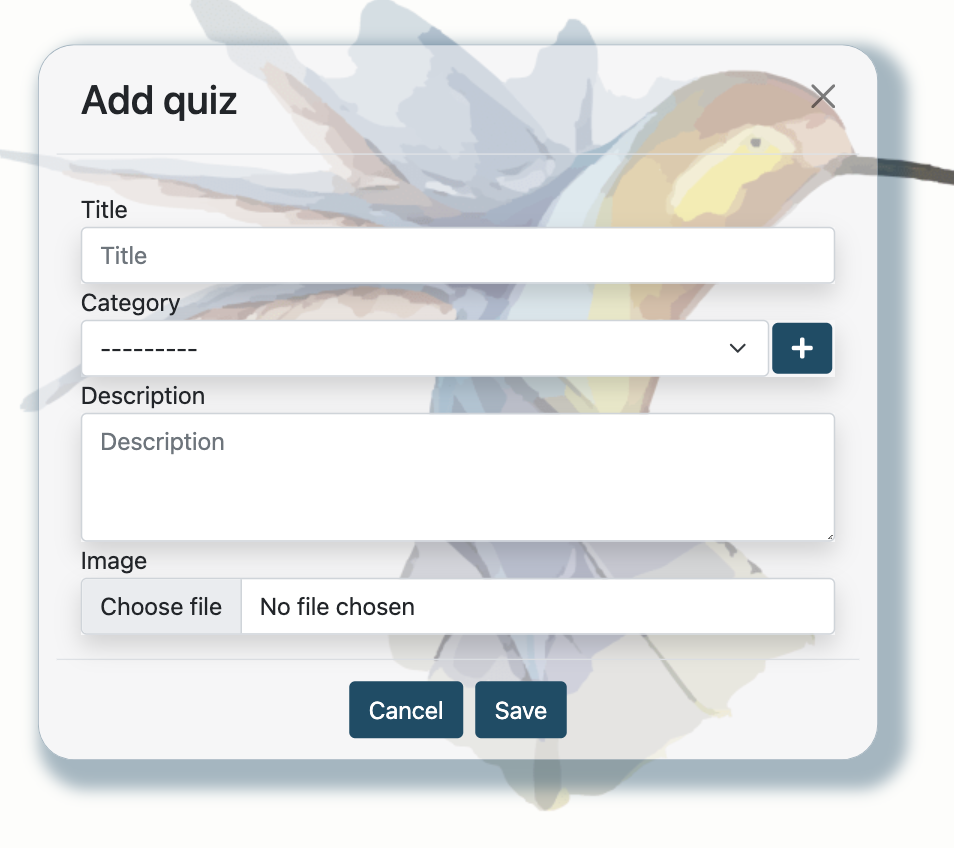 Add quiz
Title
Title
Category
---------
Description
Description
Image
Choose file No file chosen
Cancel Save